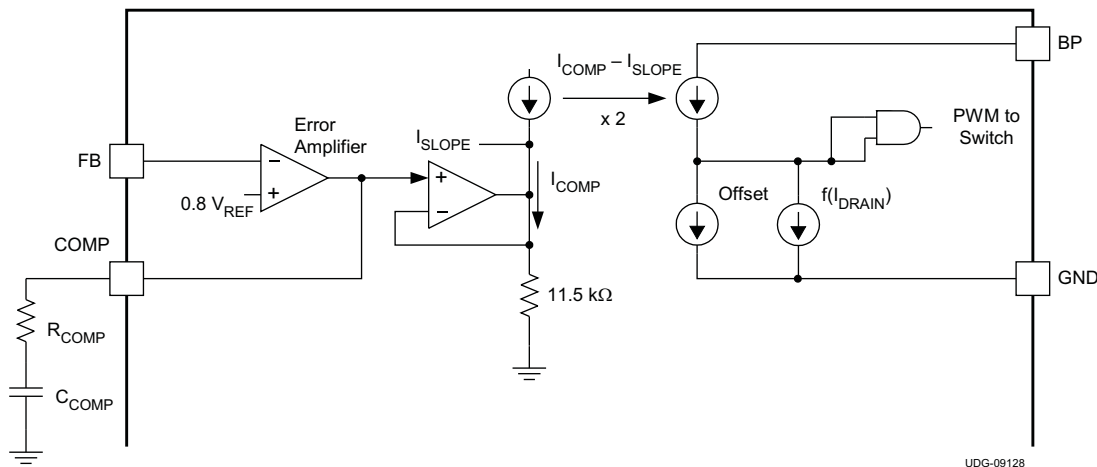 BP
I_COMP – I_SLOPE
x 2
PWM to
Switch
Error
Amplifier
FB
–
+
0.8 V_REF
I_SLOPE
+
–
I_COMP
Offset
f(I_DRAIN)
COMP
GND
11.5 kΩ
R_COMP
C_COMP
UDG-09128